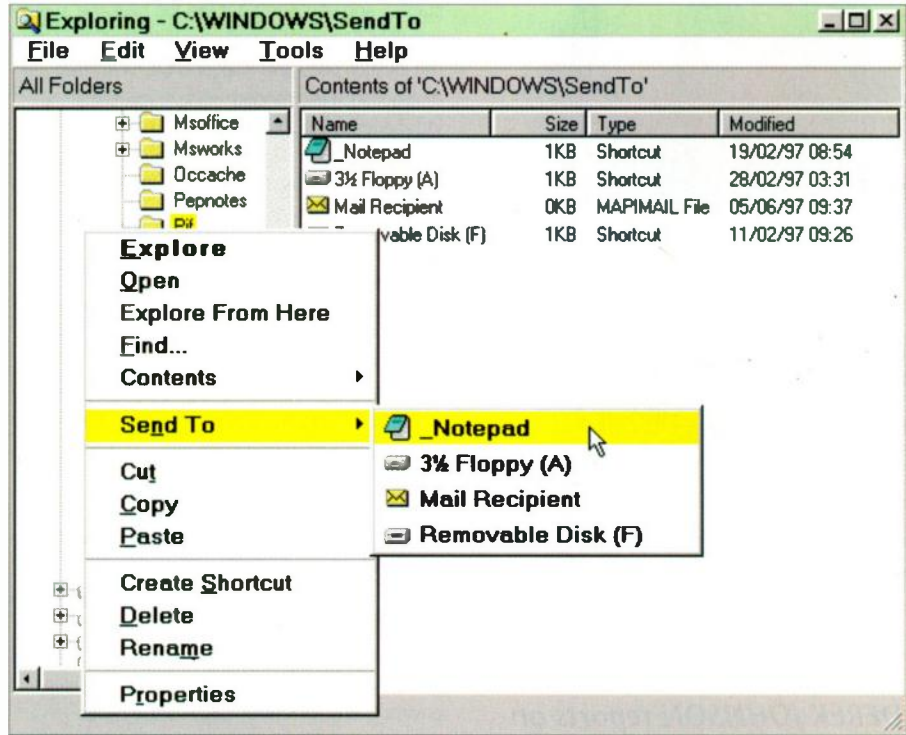 Exploring - C:\WINDOWS\SendTo
File Edit View Tools Help
All Folders
Contents of 'C:\WINDOWS\SendTo'
Name Size Type Modified
Msoffice
Msworks
Occache
Pepnotes
Pif
_Notepad 1KB Shortcut 19/02/97 08:54
3½ Floppy (A) 1KB Shortcut 28/02/97 03:31
Mail Recipient 0KB MAPIMAIL File 05/06/97 09:37
vable Disk (F) 1KB Shortcut 11/02/97 09:26
Explore
Open
Explore From Here
Find...
Contents
Send To
Cut
Copy
Paste
Create Shortcut
Delete
Rename
Properties
_Notepad
3½ Floppy (A)
Mail Recipient
Removable Disk (F)